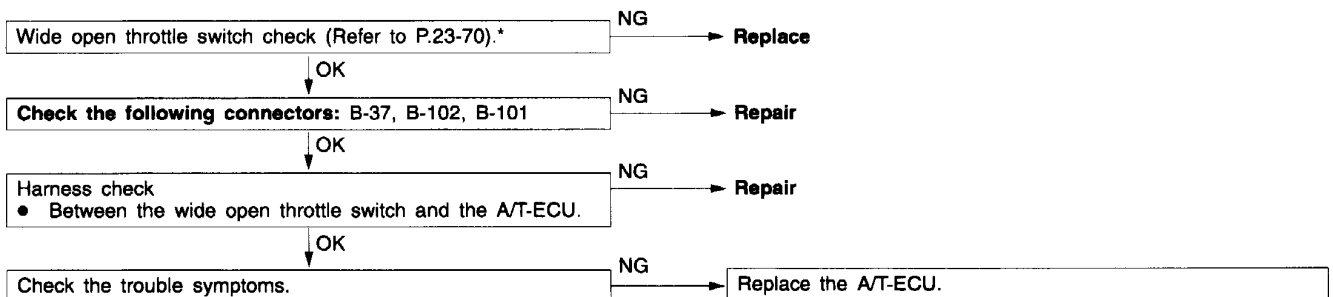 NG
Wide open throttle switch check (Refer to P.23-70).*
Replace
OK
NG
Check the following connectors: B-37, B-102, B-101
Repair
OK
NG
Harness check
Repair
● Between the wide open throttle switch and the A/T-ECU.
OK
NG
Check the trouble symptoms.
Replace the A/T-ECU.